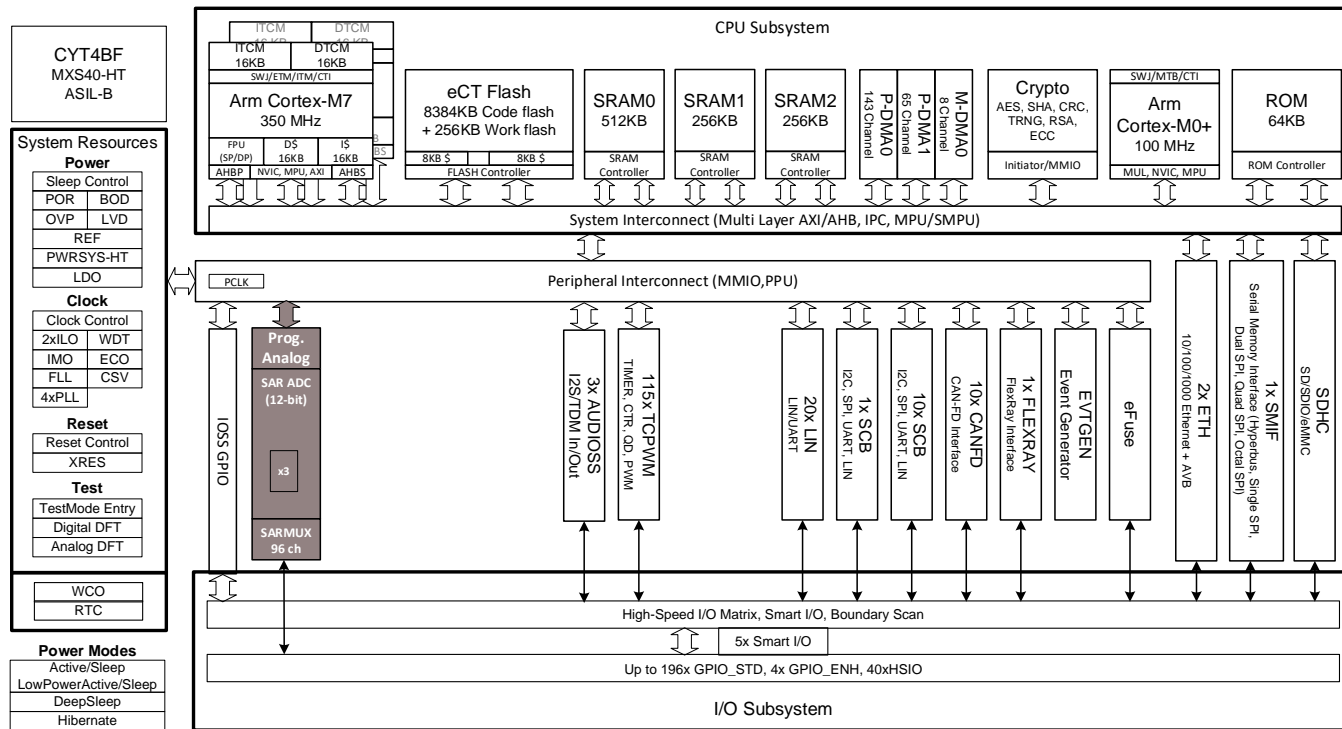 CYT4BF
MXS40-HT
ASIL-B
System Resources
Power
Sleep Control
POR BOD
OVP LVD
REF
PWRSYS-HT
LDO
Clock
Clock Control
2xILO WDT
IMO ECO
FLL CSV
4xPLL
Reset
Reset Control
XRES
Test
TestMode Entry
Digital DFT
Analog DFT
WCO
RTC
Power Modes
Active/Sleep
LowPowerActive/Sleep
DeepSleep
Hibernate
CPU Subsystem
ITCM DTCM
ITCM
16KB
DTCM
16KB
SWJ/ETM/ITM/CTI
Arm Cortex-M7
350 MHz
FPU
(SP/DP)
D$
16KB
I$
16KB
AHBP
NVIC, MPU, AXI
AHBS
eCT Flash
8384KB Code flash
+ 256KB Work flash
8KB $
8KB $
FLASH Controller
SRAM0
512KB
SRAM
Controller
SRAM1
256KB
SRAM
Controller
SRAM2
256KB
SRAM
Controller
P-DMA0
143 Channel
P-DMA1
65 Channel
M-DMA0
8 Channel
Crypto
AES, SHA, CRC,
TRNG, RSA,
ECC
Initiator/MMIO
SWJ/MTB/CTI
Arm
Cortex-M0+
100 MHz
MUL, NVIC, MPU
ROM
64KB
ROM Controller
System Interconnect (Multi Layer AXI/AHB, IPC, MPU/SMPU)
PCLK
Peripheral Interconnect (MMIO,PPU)
IOSS GPIO
Prog.
Analog
SAR ADC
(12-bit)
x3
SARMUX
96 ch
3x AUDIOSS
I2S/TDM In/Out
115x TCPWM
TIMER, CTR, QD, PWM
20x LIN
LIN/UART
1x SCB
I2C, SPI, UART, LIN
10x SCB
I2C, SPI, UART, LIN
10x CANFD
CAN-FD Interface
1x FLEXRAY
FlexRay Interface
EVTGEN
Event Generator
eFuse
2x ETH
10/100/1000 Ethernet + AVB
1x SMIF
Serial Memory Interface (Hyperbus, Single SPI,
Dual SPI, Quad SPI, Octal SPI)
SDHC
SD/SDIO/eMMC
High-Speed I/O Matrix, Smart I/O, Boundary Scan
5x Smart I/O
Up to 196x GPIO_STD, 4x GPIO_ENH, 40xHSIO
I/O Subsystem